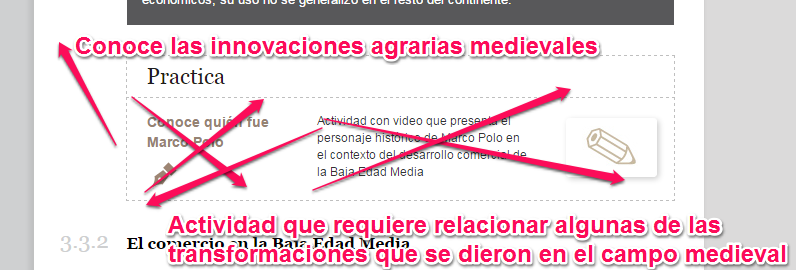 económicos, su uso no se generalizó en el resto del continente.
Conoce las innovaciones agrarias medievales
Practica
Conoce quién fue
Marco Polo
Actividad con video que presenta el
personaje histórico de Marco Polo en
el contexto del desarrollo comercial de
la Baja Edad Media
Actividad que requiere relacionar algunas de las
transformaciones que se dieron en el campo medieval
3.3.2 El comercio en la Baja Edad Media